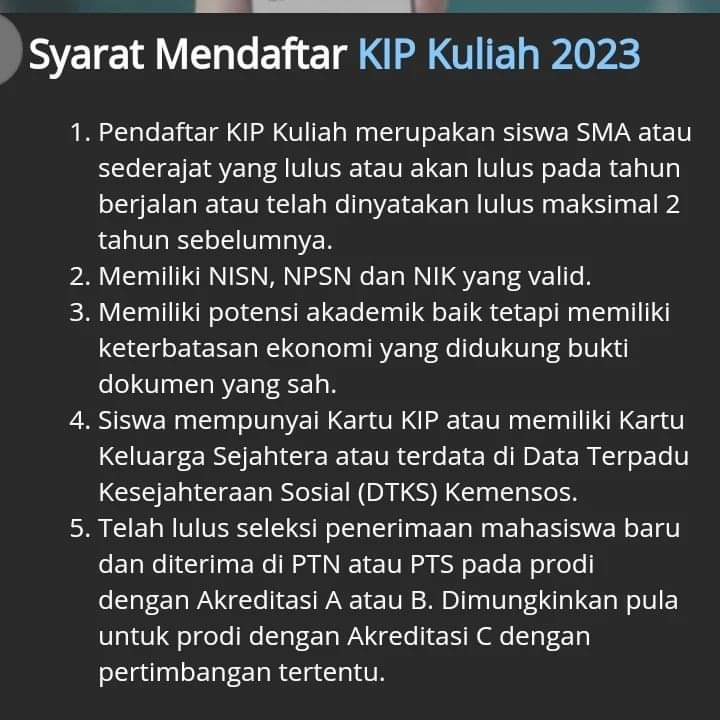 Syarat Mendaftar KIP Kuliah 2023
1. Pendaftar KIP Kuliah merupakan siswa SMA atau
sederajat yang lulus atau akan lulus pada tahun
berjalan atau telah dinyatakan lulus maksimal 2
tahun sebelumnya.
2. Memiliki NISN, NPSN dan NIK yang valid.
3. Memiliki potensi akademik baik tetapi memiliki
keterbatasan ekonomi yang didukung bukti
dokumen yang sah.
4. Siswa mempunyai Kartu KIP atau memiliki Kartu
Keluarga Sejahtera atau terdata di Data Terpadu
Kesejahteraan Sosial (DTKS) Kemensos.
5. Telah lulus seleksi penerimaan mahasiswa baru
dan diterima di PTN atau PTS pada prodi
dengan Akreditasi A atau B. Dimungkinkan pula
untuk prodi dengan Akreditasi C dengan
pertimbangan tertentu.